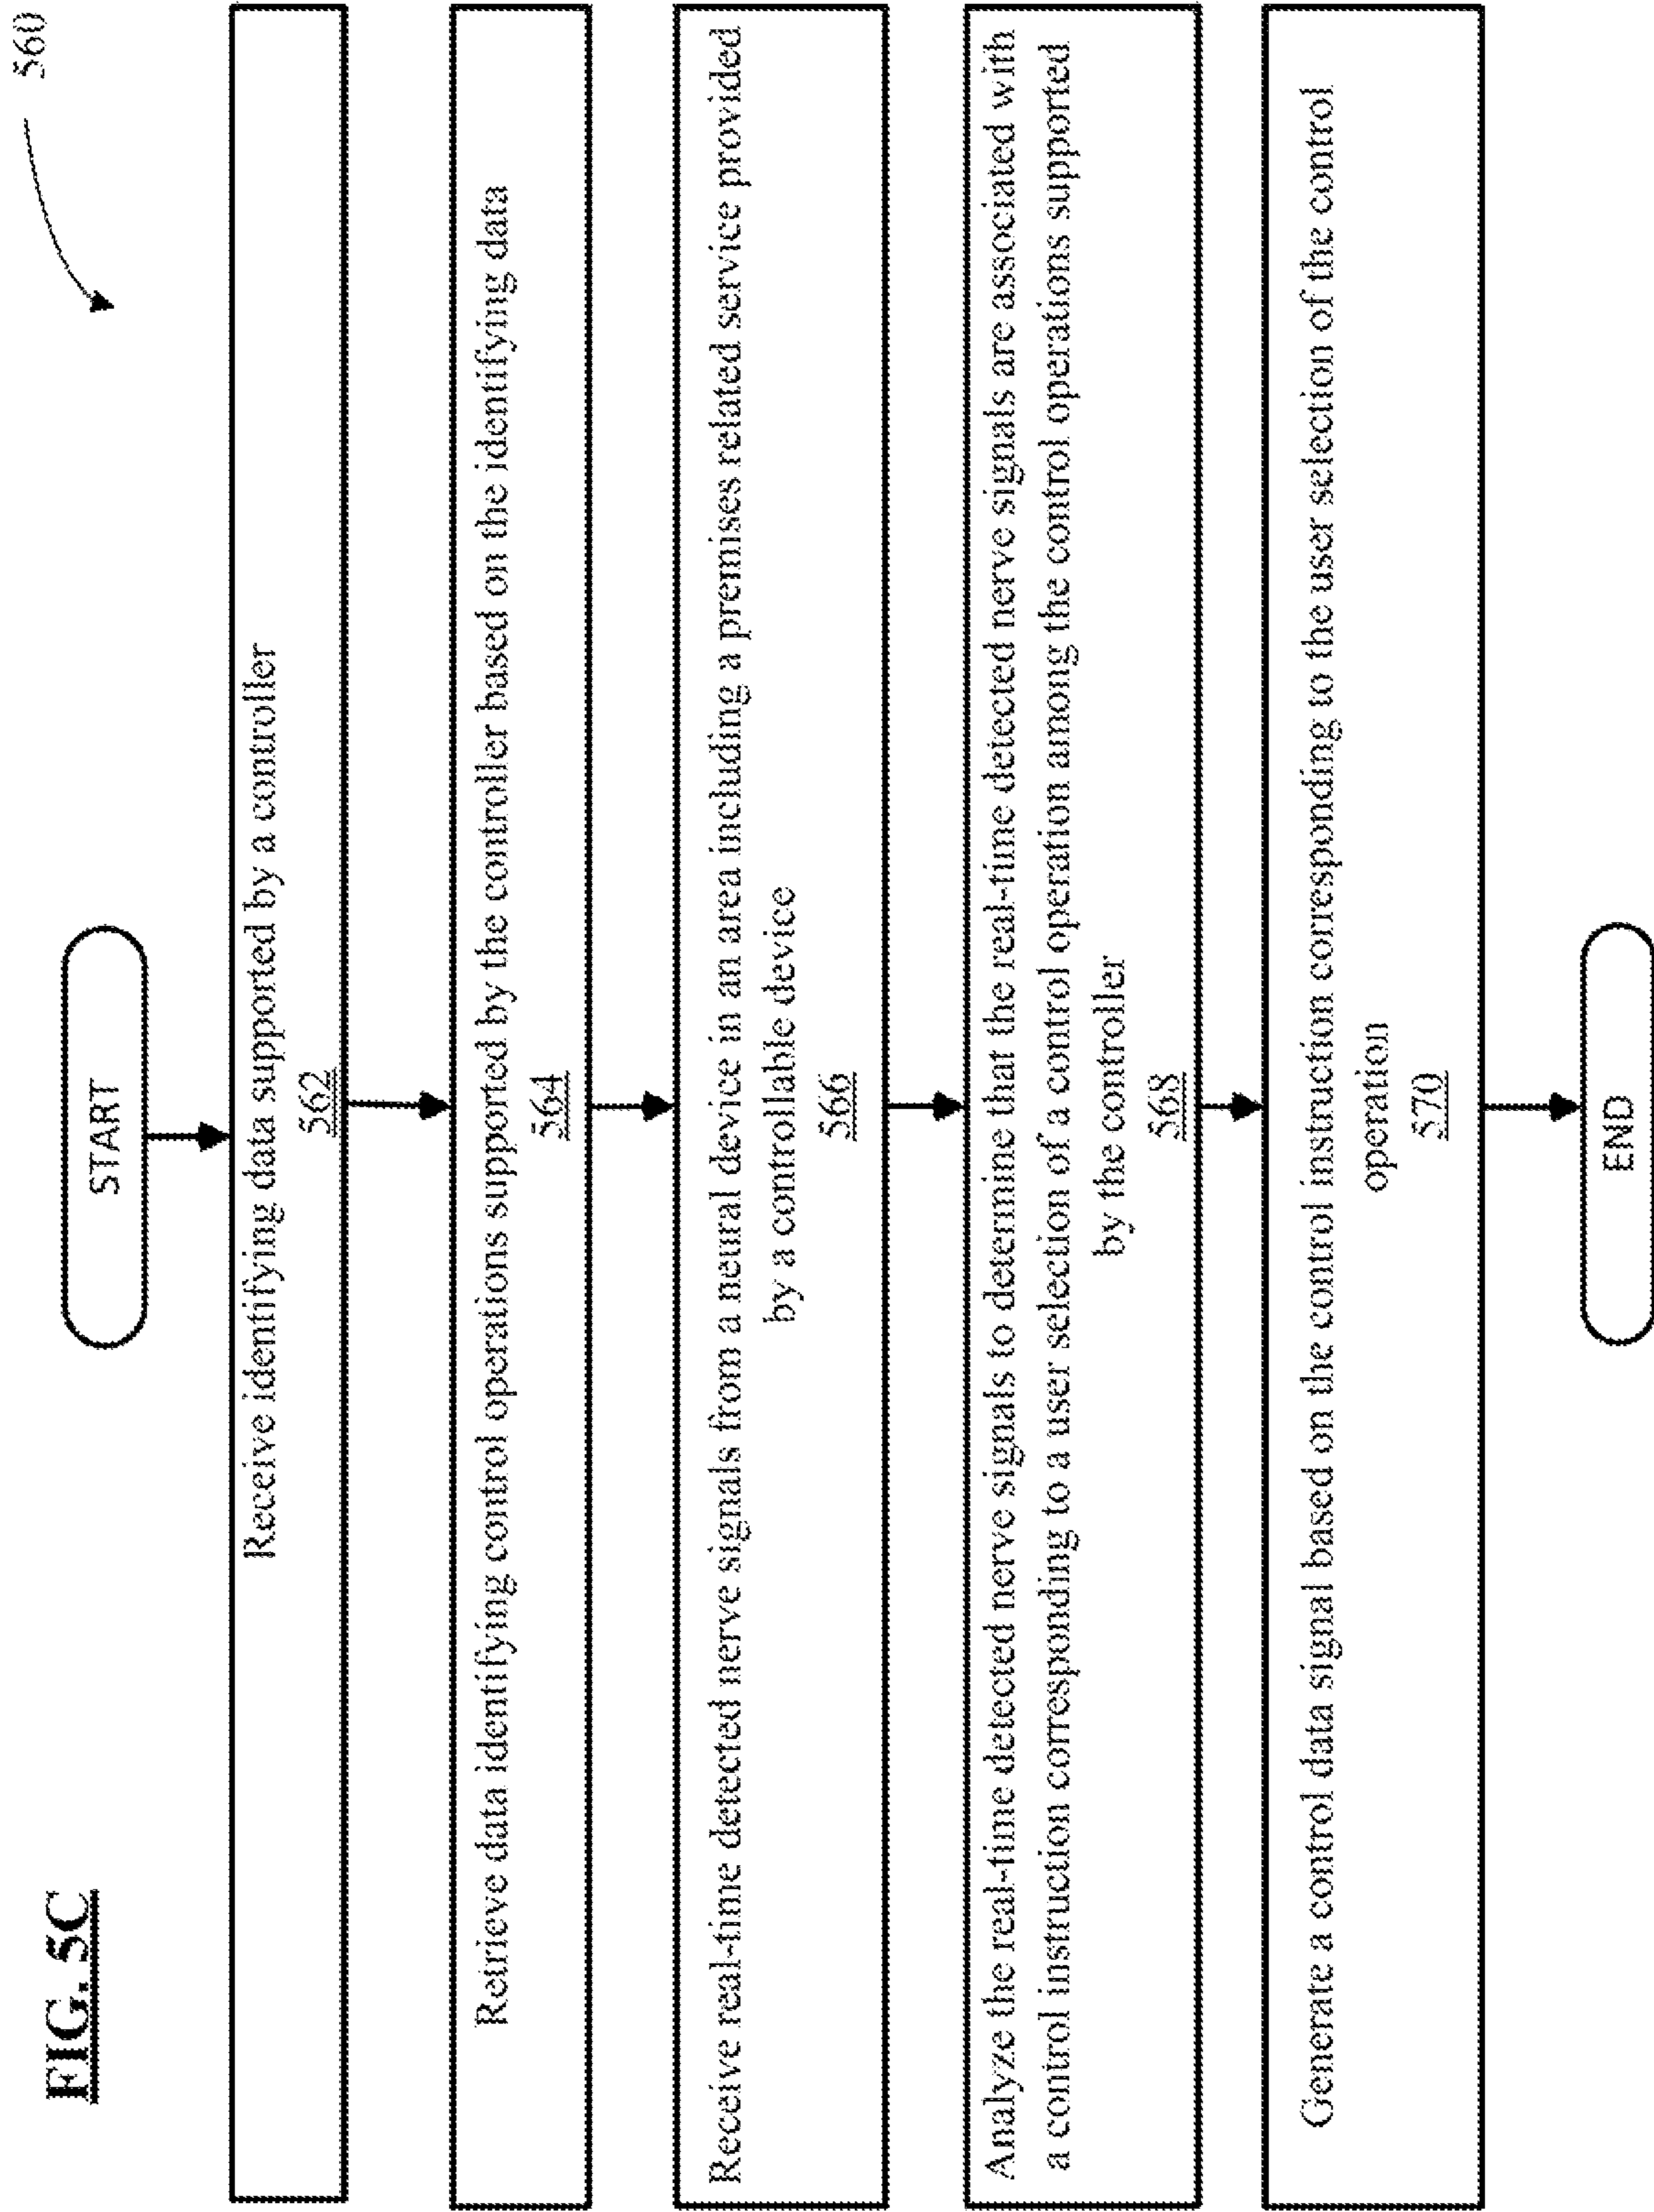 FIG. 5C
560
START
Receive identifying data supported by a controller
562
Retrieve data identifying control operations supported by the controller based on the identifying data
564
Receive real-time detected nerve signals from a neural device in an area including a premises related service provided
by a controllable device
566
Analyze the real-time detected nerve signals to determine that the real-time detected nerve signals are associated with
a control instruction corresponding to a user selection of a control operation among the control operations supported
by the controller
568
Generate a control data signal based on the control instruction corresponding to the user selection of the control
operation
570
END